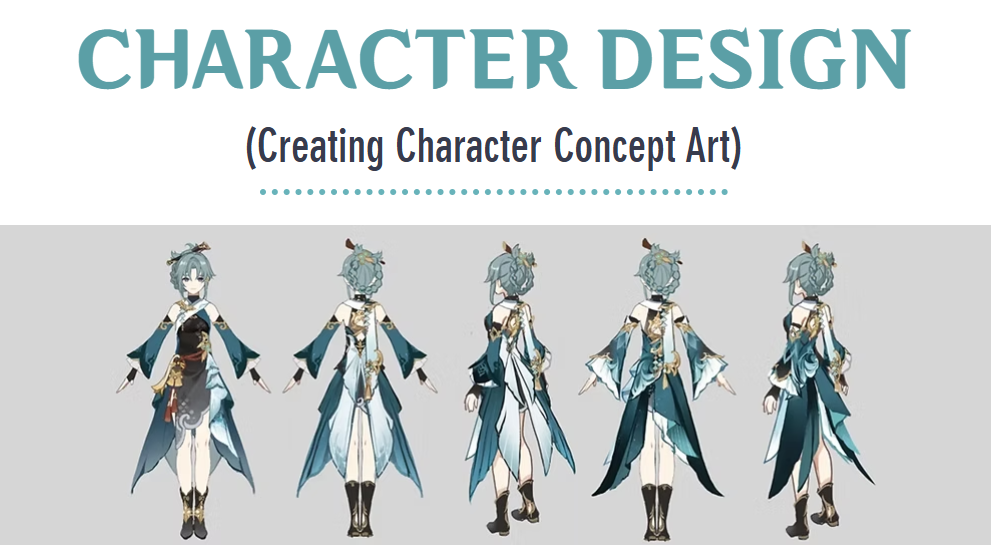 CHARACTER DESIGN
(Creating Character Concept Art)